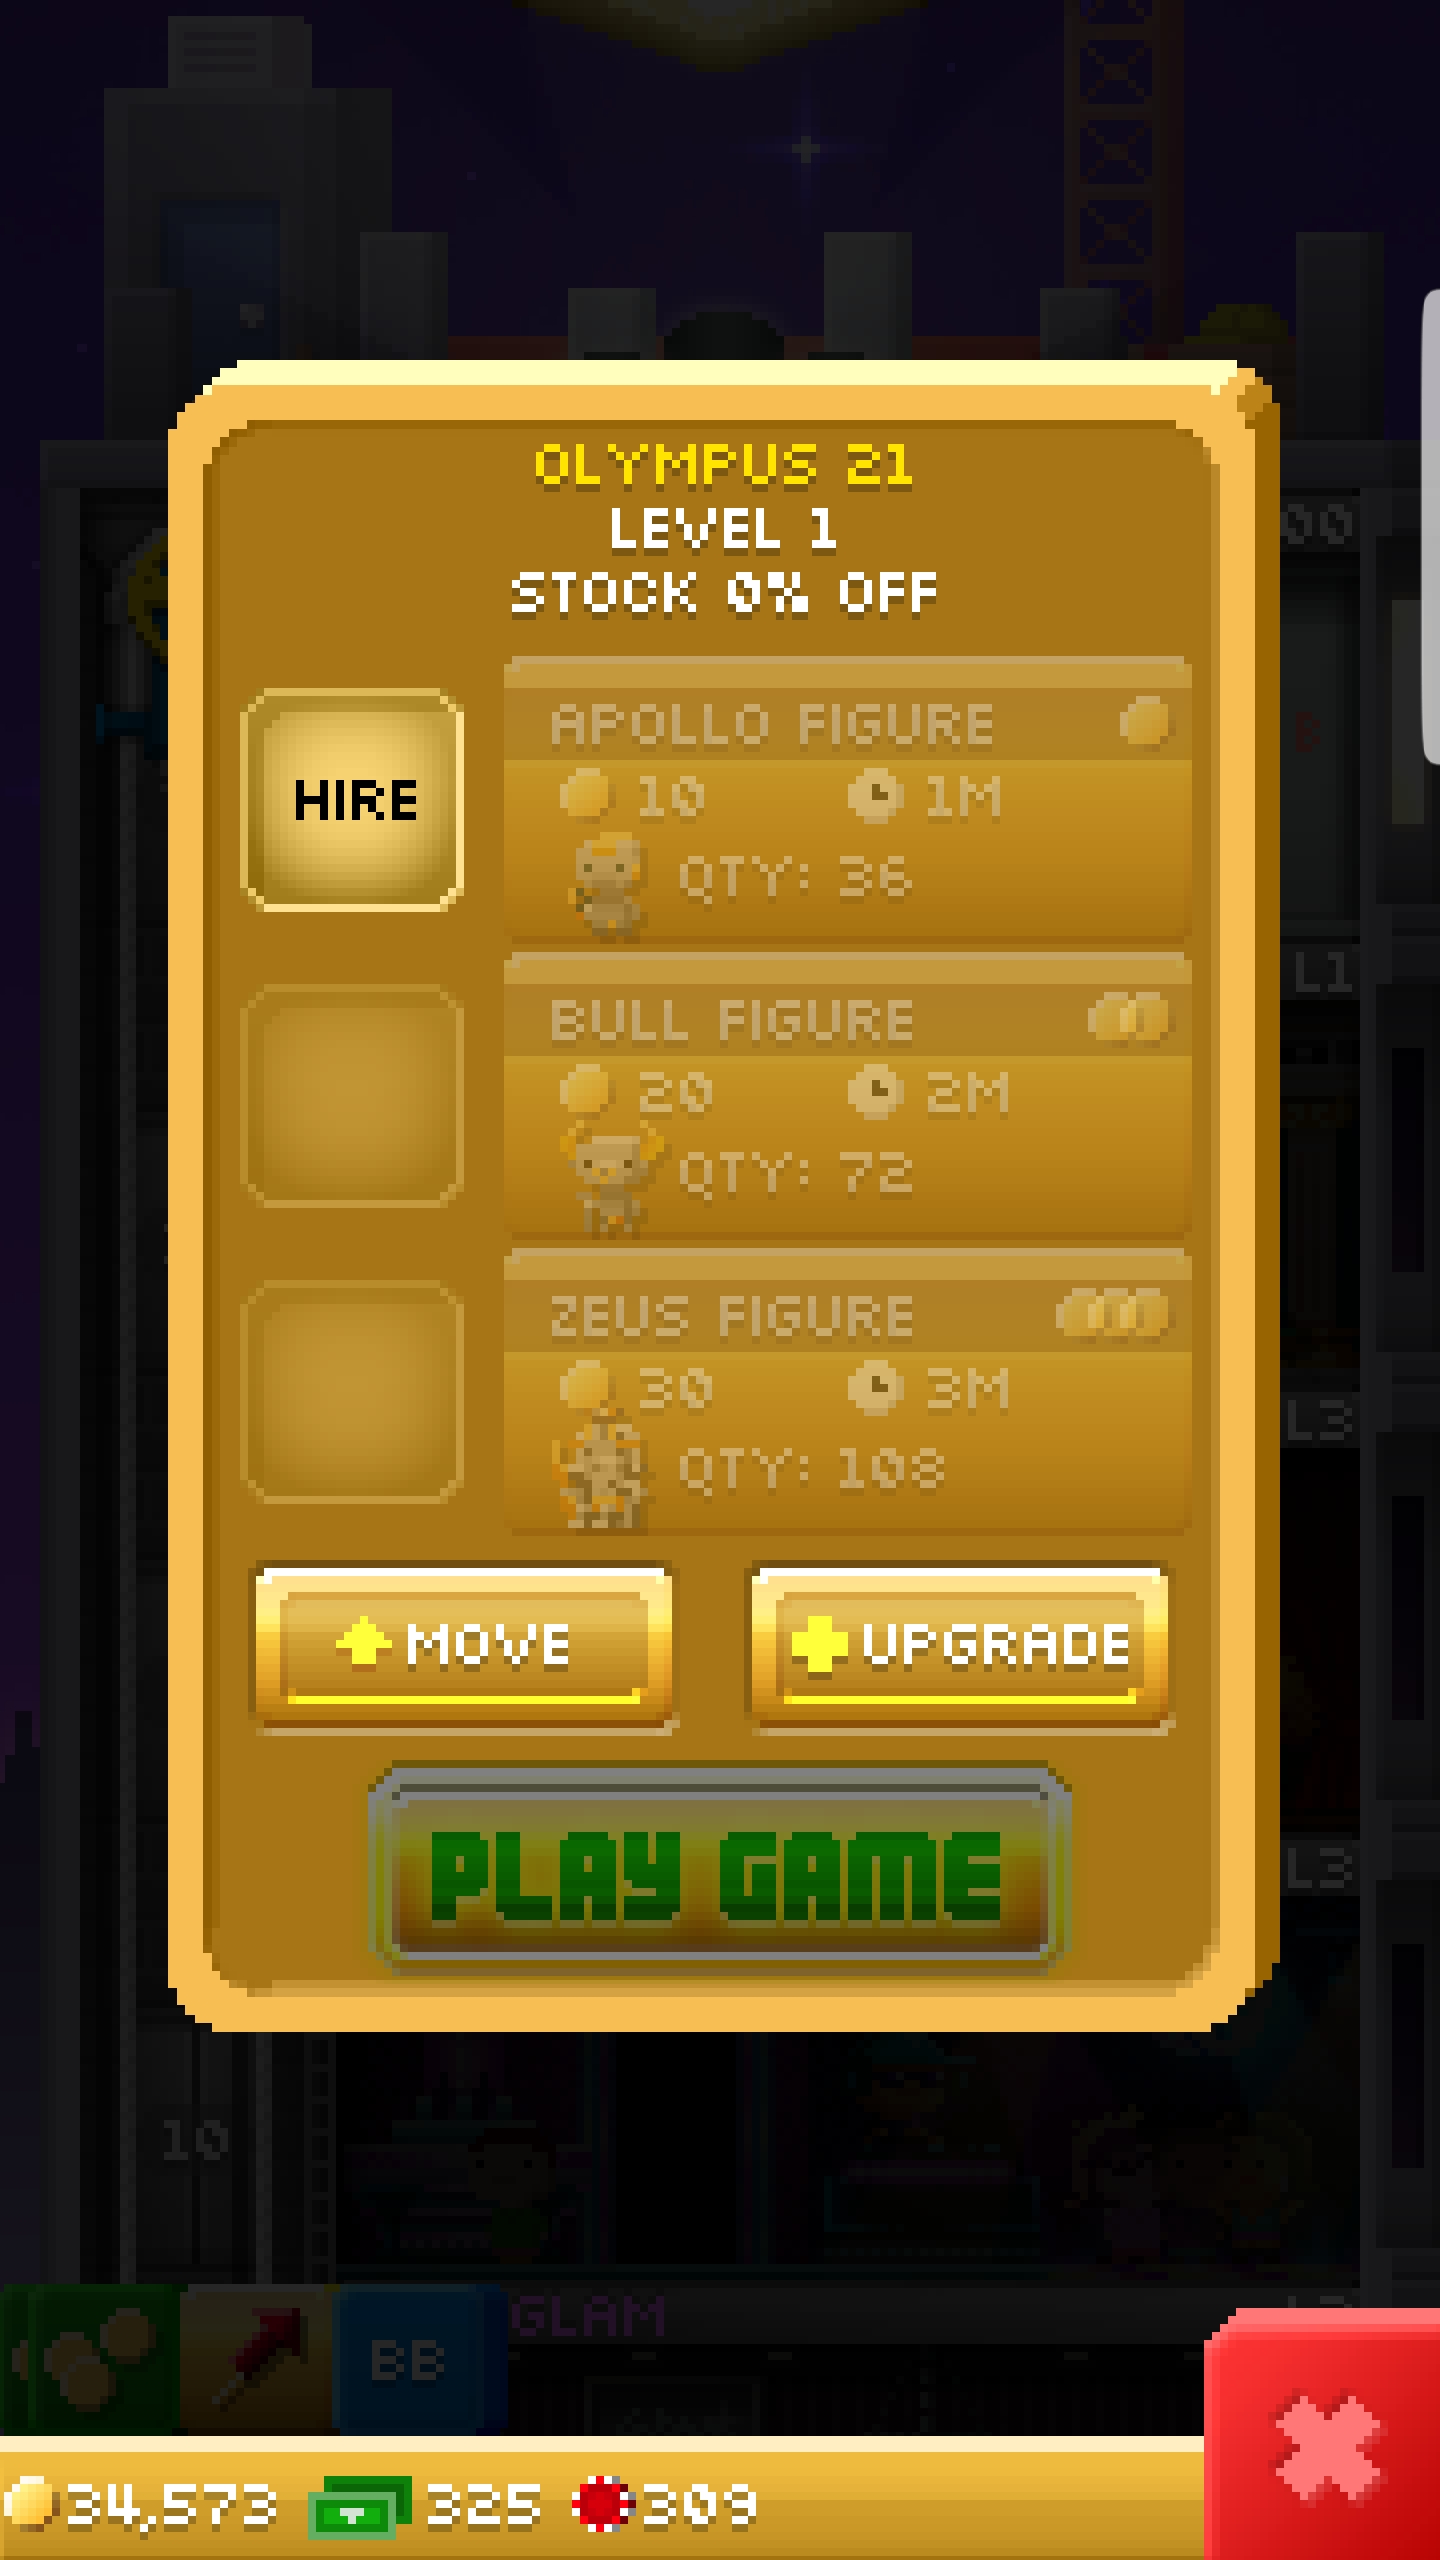 OLYMPUS 21
LEVEL 1
STOCK 0% OFF
00
HIRE
APOLLO FIGURE
10 1M
QTY: 36
B
L1
BULL FIGURE
20 2M
QTY: 72
ZEUS FIGURE
30 3M
QTY: 108
L3
MOVE
UPGRADE
PLAY GAME
L3
10
GLAM
BB
34,573 325 309